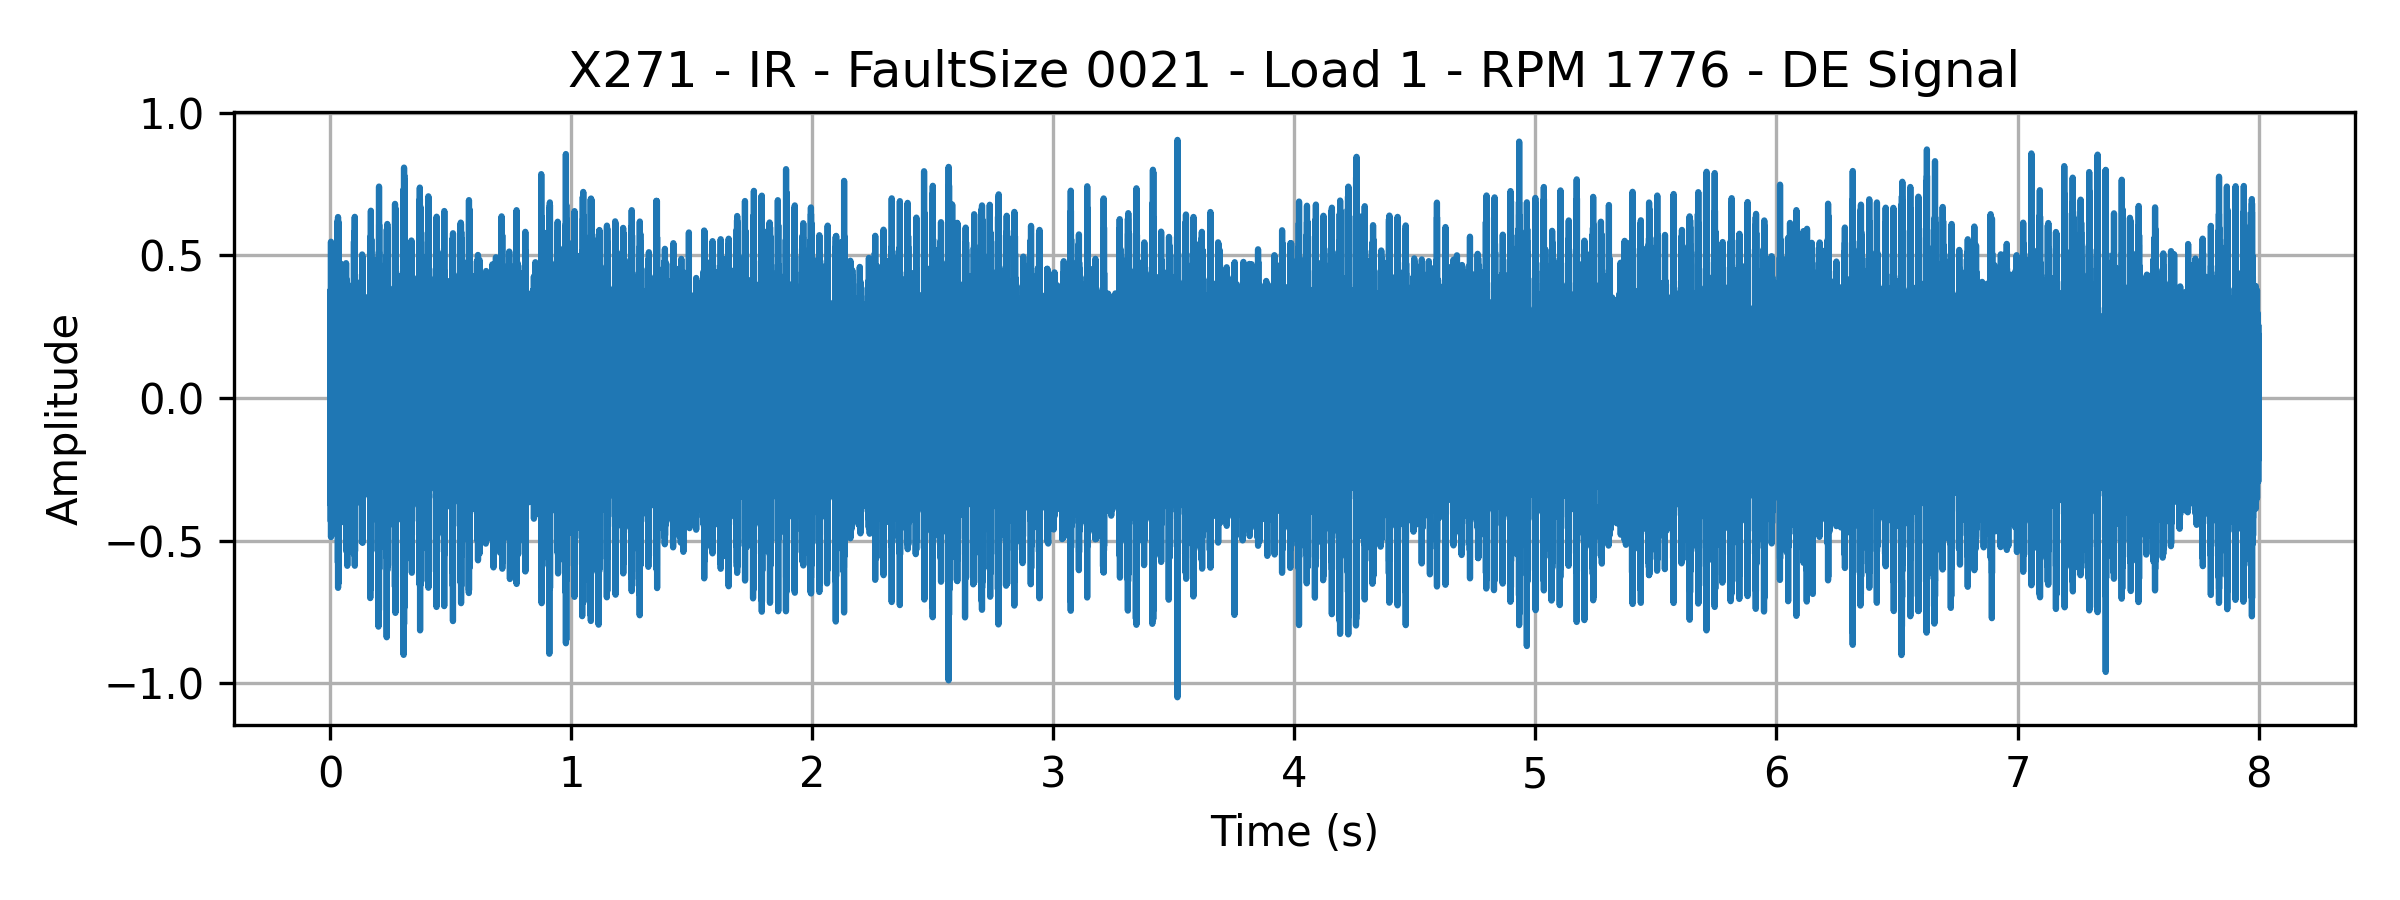 X271 - IR - FaultSize 0021 - Load 1 - RPM 1776 - DE Signal
1.0
0.5
0.0
−0.5
−1.0
Amplitude
0 1 2 3 4 5 6 7 8
Time (s)